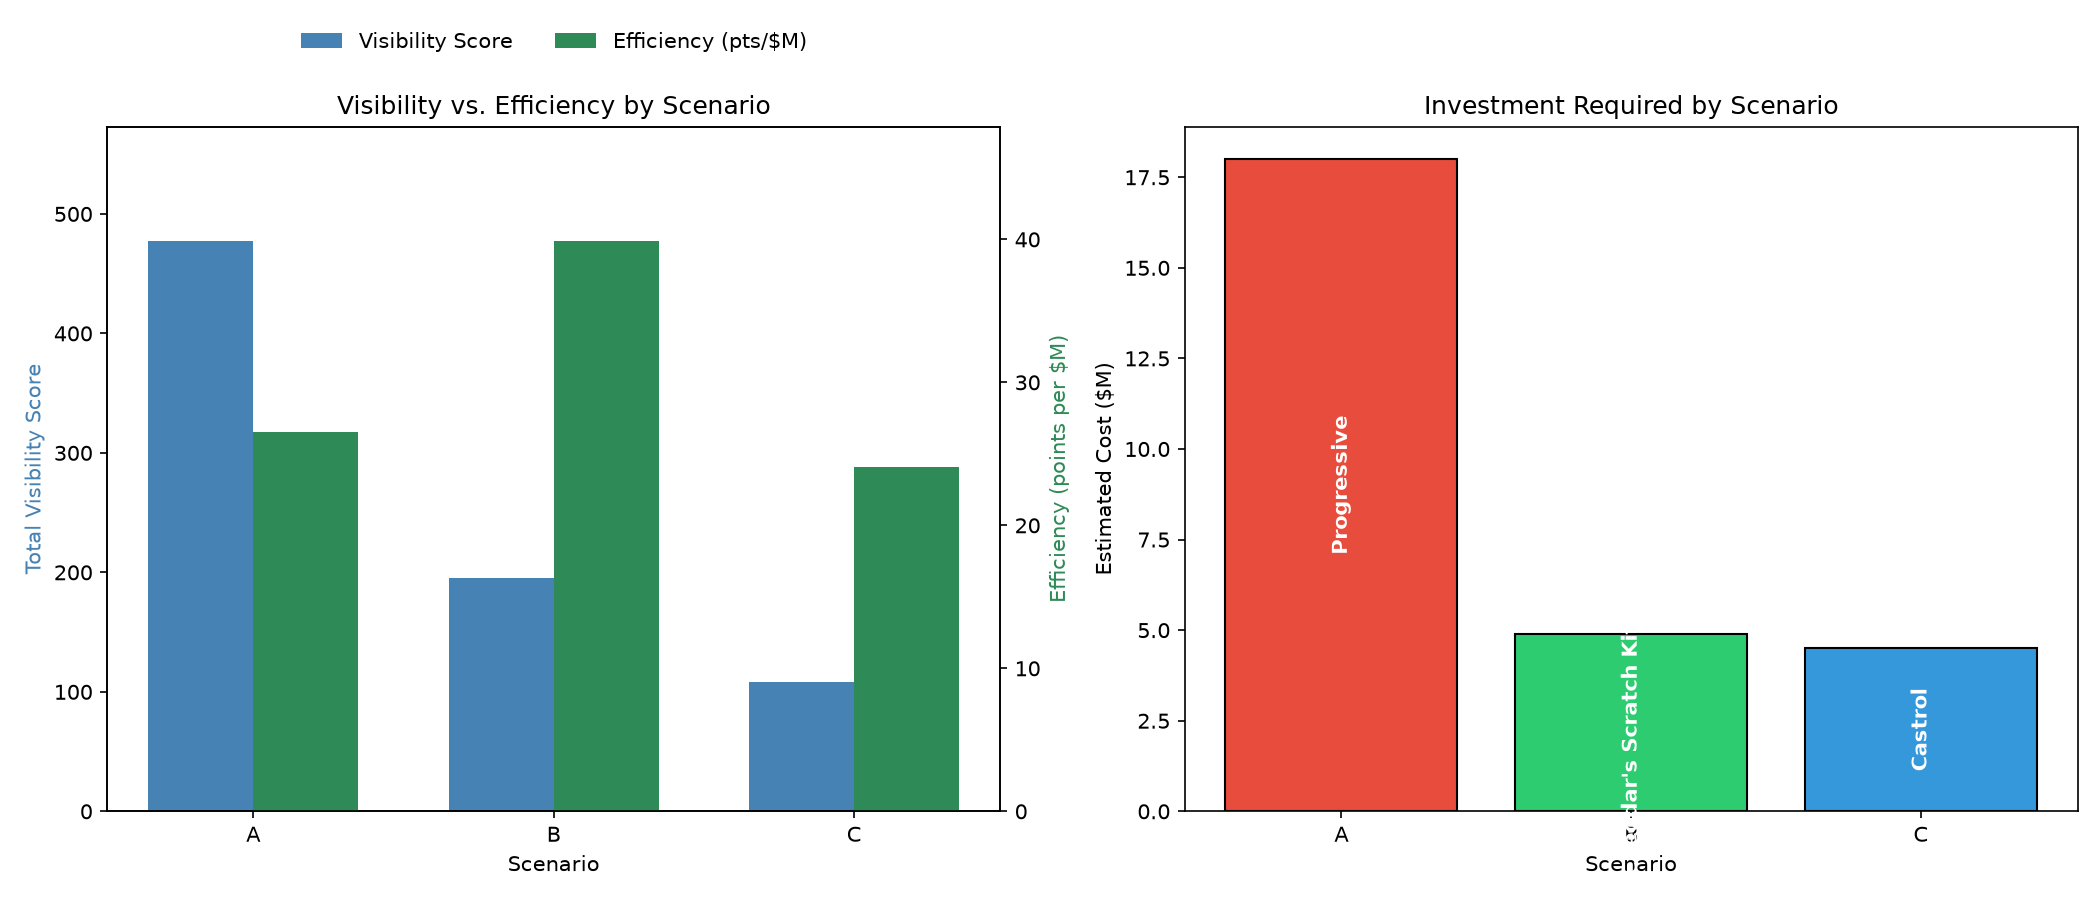 Visibility Score
Efficiency (pts/$M)
Visibility vs. Efficiency by Scenario
Total Visibility Score
500
400
300
200
100
0
A
B
C
Scenario
40
30
20
10
0
Efficiency (points per $M)
Investment Required by Scenario
Estimated Cost ($M)
17.5
15.0
12.5
10.0
7.5
5.0
2.5
0.0
Progressive
Scratch
Castrol
A
C
Scenario